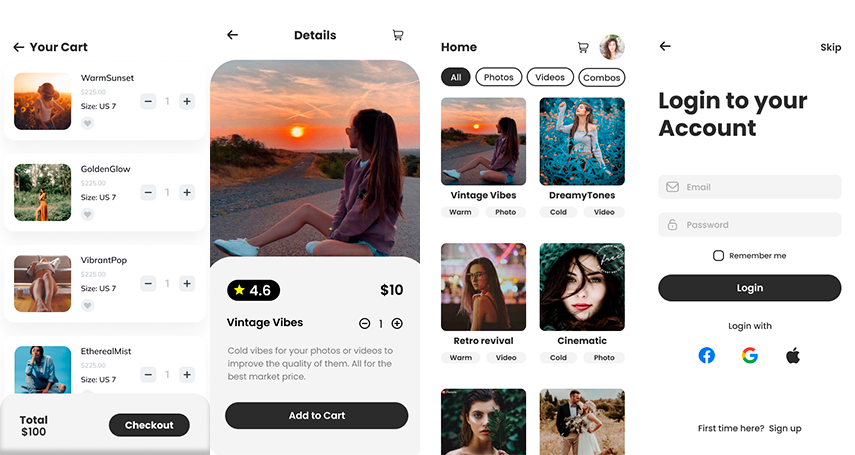 Your Cart
WarmSunset
$225.00
Size: US 7
1
GoldenGlow
$225.00
Size: US 7
1
VibrantPop
$225.00
Size: US 7
1
EtherealMist
$225.00
Size: US 7
1
Total
$100
Checkout
Details
4.6
$10
Vintage Vibes
1
Cold vibes for your photos or videos to
improve the quality of them. All for the
best market price.
Add to Cart
Home
All Photos Videos Combos
Vintage Vibes
Warm Photo
DreamyTones
Cold Video
free
Retro revival
Warm Video
Cinematic
Cold Photo
Skip
Login to your
Account
Email
Password
Remember me
Login
Login with
First time here? Sign up